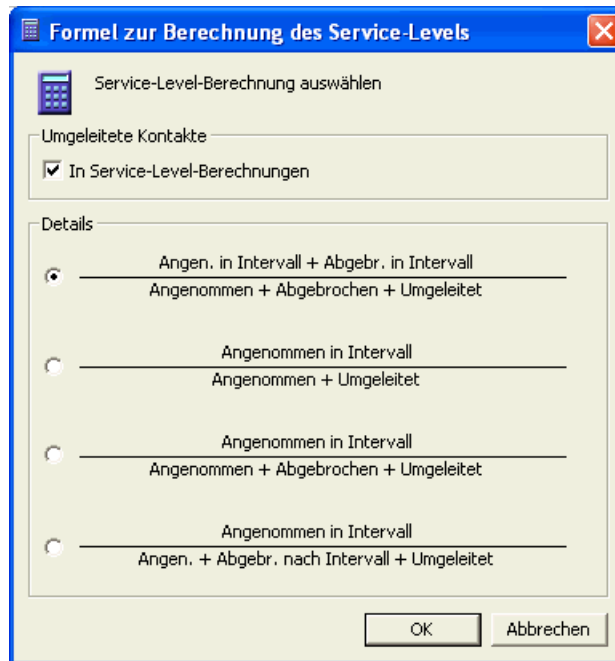 Formel zur Berechnung des Service-Levels
Service-Level-Berechnung auswählen
Umgeleitete Kontakte
In Service-Level-Berechnungen
Details
Angen. in Intervall + Abgebr. in Intervall
Angenommen + Abgebrochen + Umgeleitet
Angenommen in Intervall
Angenommen + Umgeleitet
Angenommen in Intervall
Angenommen + Abgebrochen + Umgeleitet
Angenommen in Intervall
Angen. + Abgebr. nach Intervall + Umgeleitet
OK Abbrechen